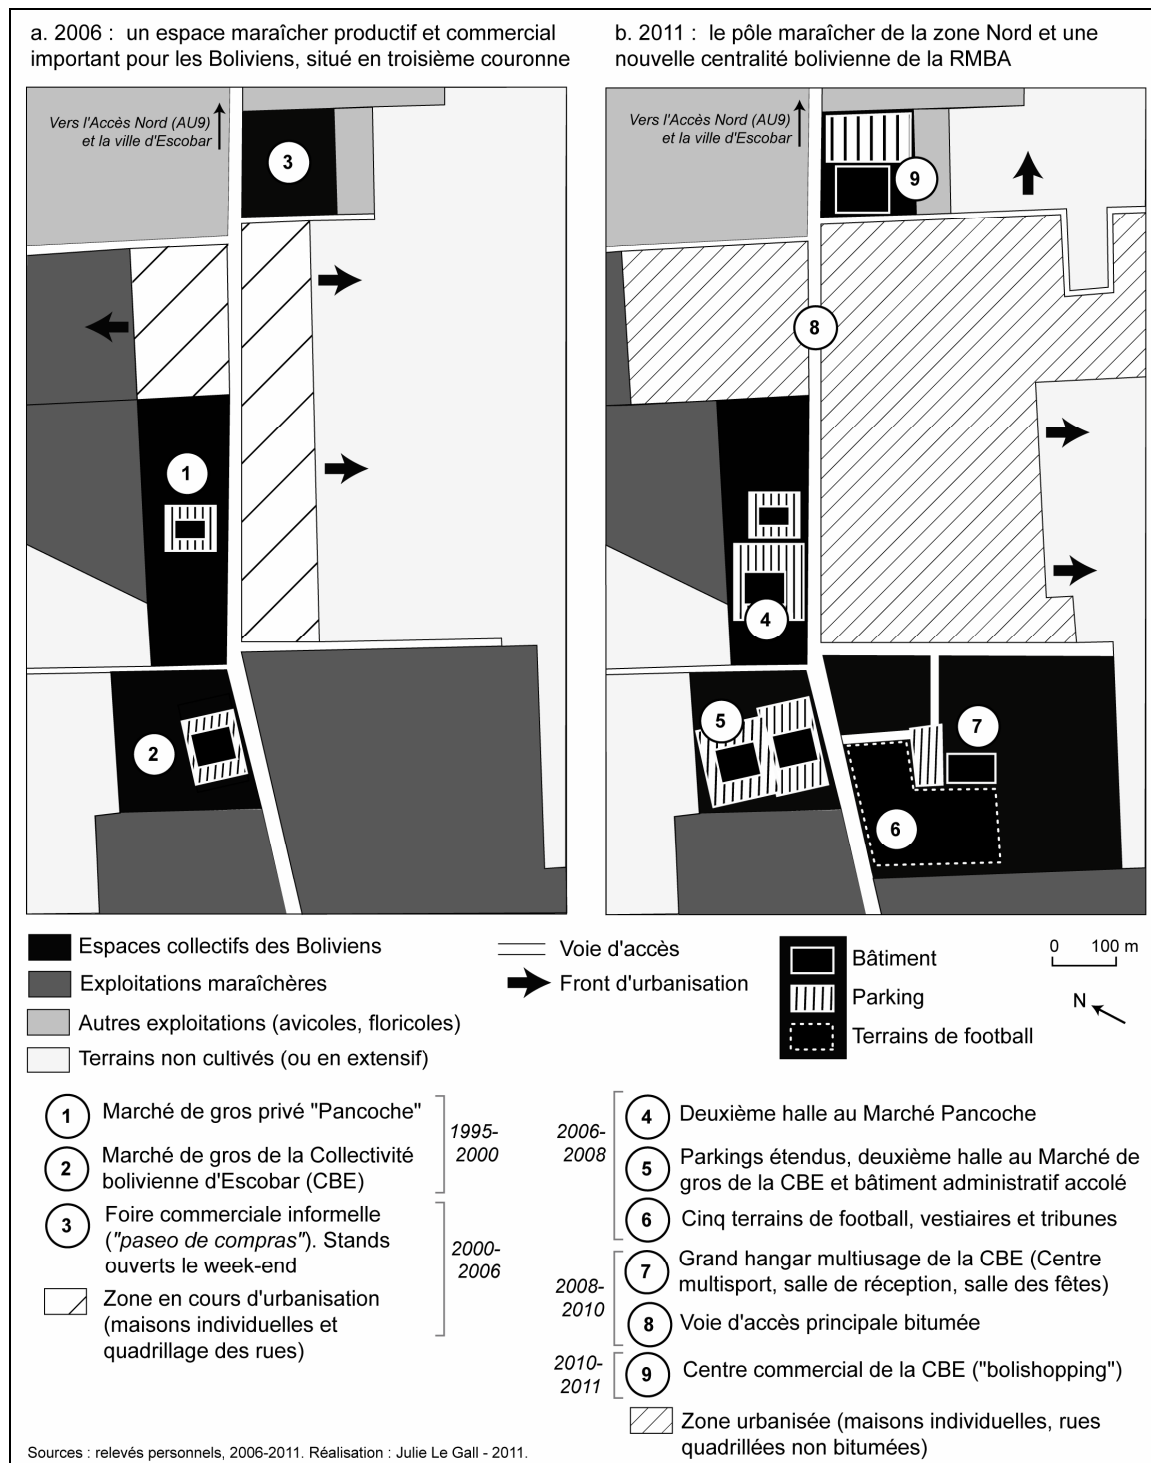 a. 2006 :  un espace maraîcher productif et commercial
important pour les Boliviens, situé en troisième couronne
b. 2011 :  le pôle maraîcher de la zone Nord et une
nouvelle centralité bolivienne de la RMBA
Vers l'Accès Nord (AU9)
et la ville d'Escobar
3
1
2
Vers l'Accès Nord (AU9)
et la ville d'Escobar
9
8
4
5
7
6
Espaces collectifs des Boliviens
Exploitations maraîchères
Autres exploitations (avicoles, floricoles)
Terrains non cultivés (ou en extensif)
Voie d'accès
Front d'urbanisation
Bâtiment
Parking
Terrains de football
0 100 m
N
1 Marché de gros privé "Pancoche"
2 Marché de gros de la Collectivité
bolivienne d'Escobar (CBE)
1995-
2000
3 Foire commerciale informelle
("paseo de compras"). Stands
ouverts le week-end
Zone en cours d'urbanisation
(maisons individuelles et
quadrillage des rues)
2000-
2006
2006-
2008
4 Deuxième halle au Marché Pancoche
5 Parkings étendus, deuxième halle au Marché de
gros de la CBE et bâtiment administratif accolé
6 Cinq terrains de football, vestiaires et tribunes
2008-
2010
7 Grand hangar multiusage de la CBE (Centre
multisport, salle de réception, salle des fêtes)
8 Voie d'accès principale bitumée
2010-
2011
9 Centre commercial de la CBE ("bolishopping")
Zone urbanisée (maisons individuelles, rues
quadrillées non bitumées)
Sources : relevés personnels, 2006-2011. Réalisation : Julie Le Gall - 2011.